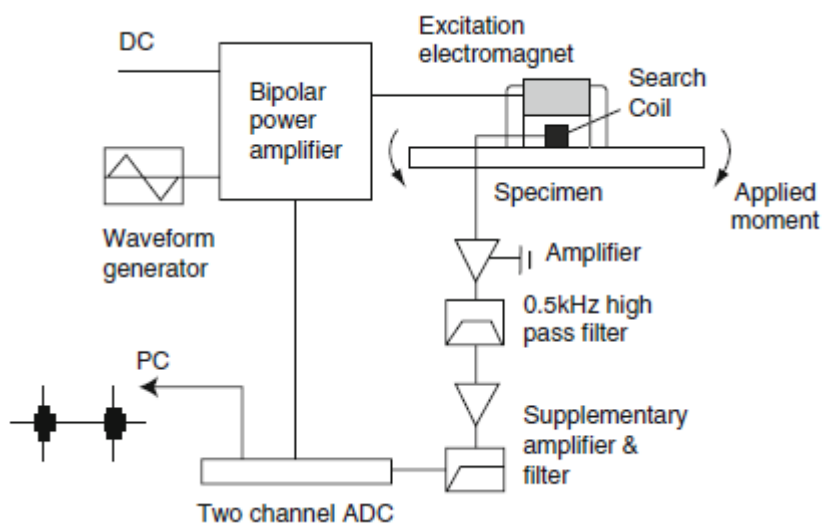 DC
Bipolar
power
amplifier
Excitation
electromagnet
Search
Coil
Waveform
generator
Specimen
Applied
moment
Amplifier
0.5kHz high
pass filter
PC
Supplementary
amplifier &
filter
Two channel ADC